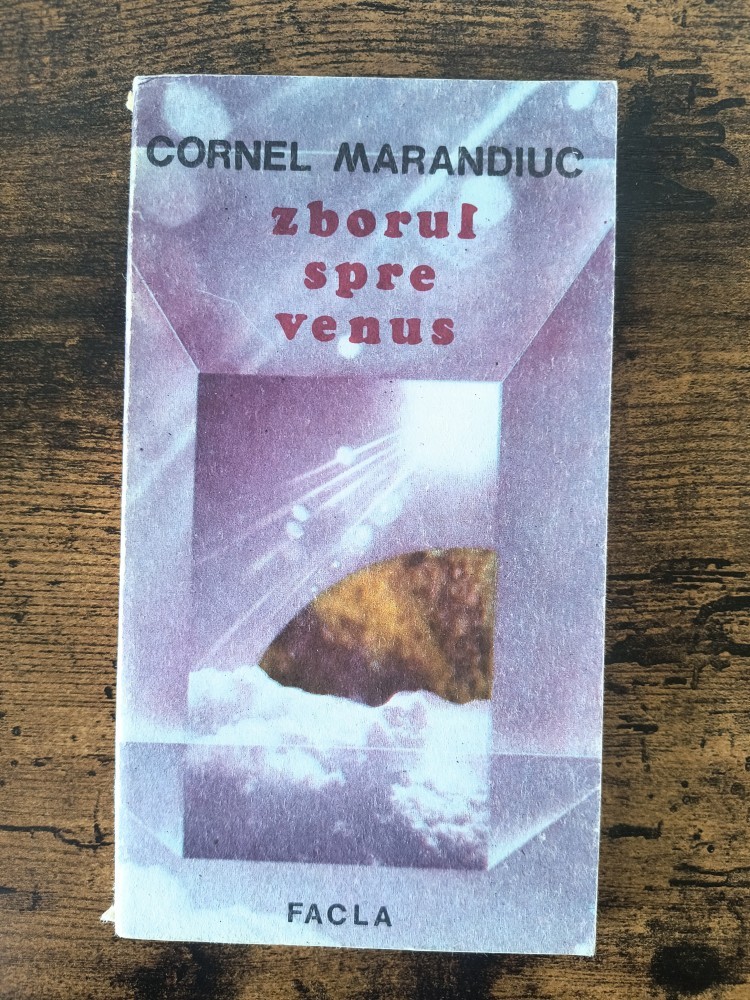 CORNEL MARANDIUC
zborul
spre
venus
FACLA